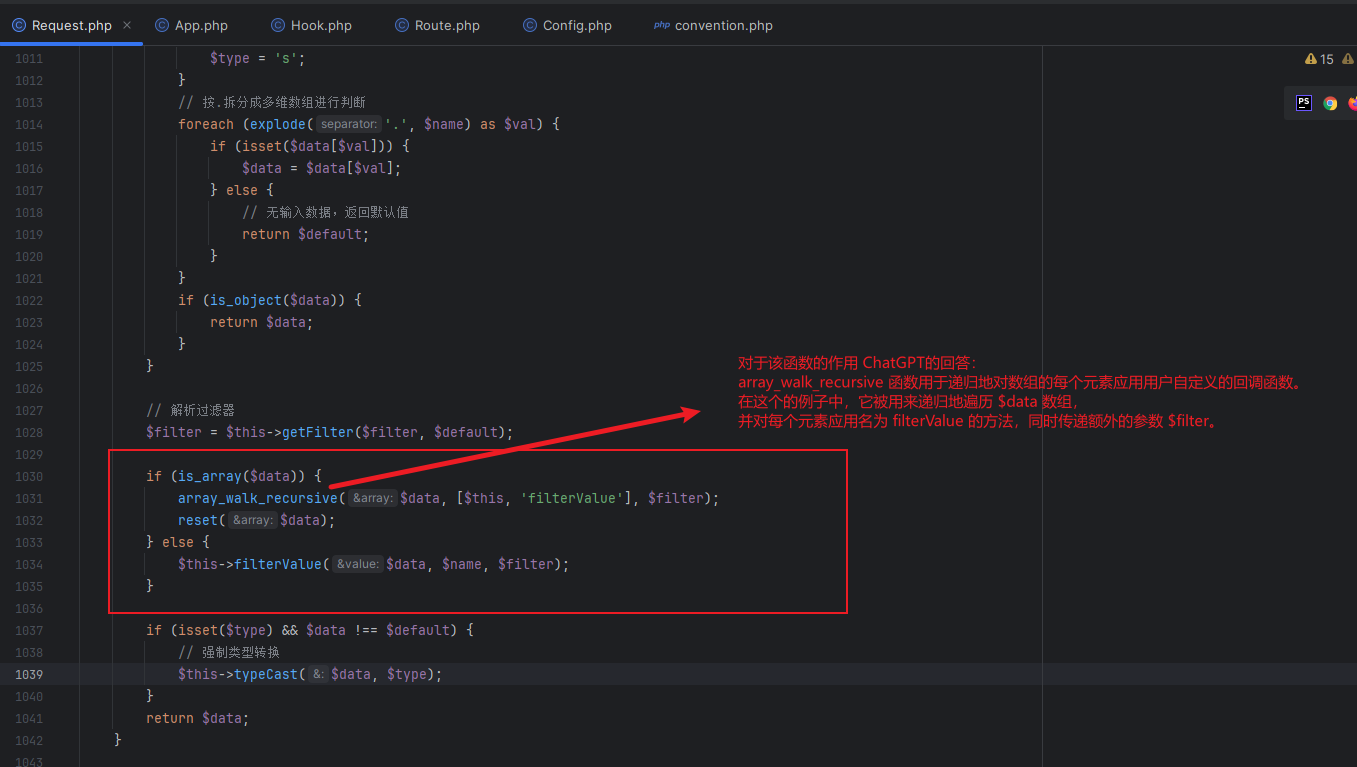 Request.php × App.php Hook.php Route.php Config.php php convention.php
1011 $type = 's'; 15
1012 }
1013 // 按.拆分成多维数组进行判断 PS
1014 foreach (explode( separator: '.', $name) as $val) {
1015 if (isset($data[$val])) {
1016 $data = $data[$val];
1017 } else {
1018 // 无输入数据，返回默认值
1019 return $default;
1020 }
1021 }
1022 if (is_object($data)) {
1023 return $data;
1024 }
1025 }
1026
1027 // 解析过滤器
1028 $filter = $this->getFilter($filter, $default);
1029
1030 if (is_array($data)) {
1031 array_walk_recursive( &array: $data, [$this, 'filterValue'], $filter);
1032 reset( &array: $data);
1033 } else {
1034 $this->filterValue( &value: $data, $name, $filter);
1035 }
1036
1037 if (isset($type) && $data !== $default) {
1038 // 强制类型转换
1039 $this->typeCast( &: $data, $type);
1040 }
1041 return $data;
1042 }
1043
对于该函数的作用 ChatGPT的回答：
array_walk_recursive 函数用于递归地对数组的每个元素应用用户自定义的回调函数。
在这个的例子中，它被用来递归地遍历 $data 数组，
并对每个元素应用名为 filterValue 的方法，同时传递额外的参数 $filter。